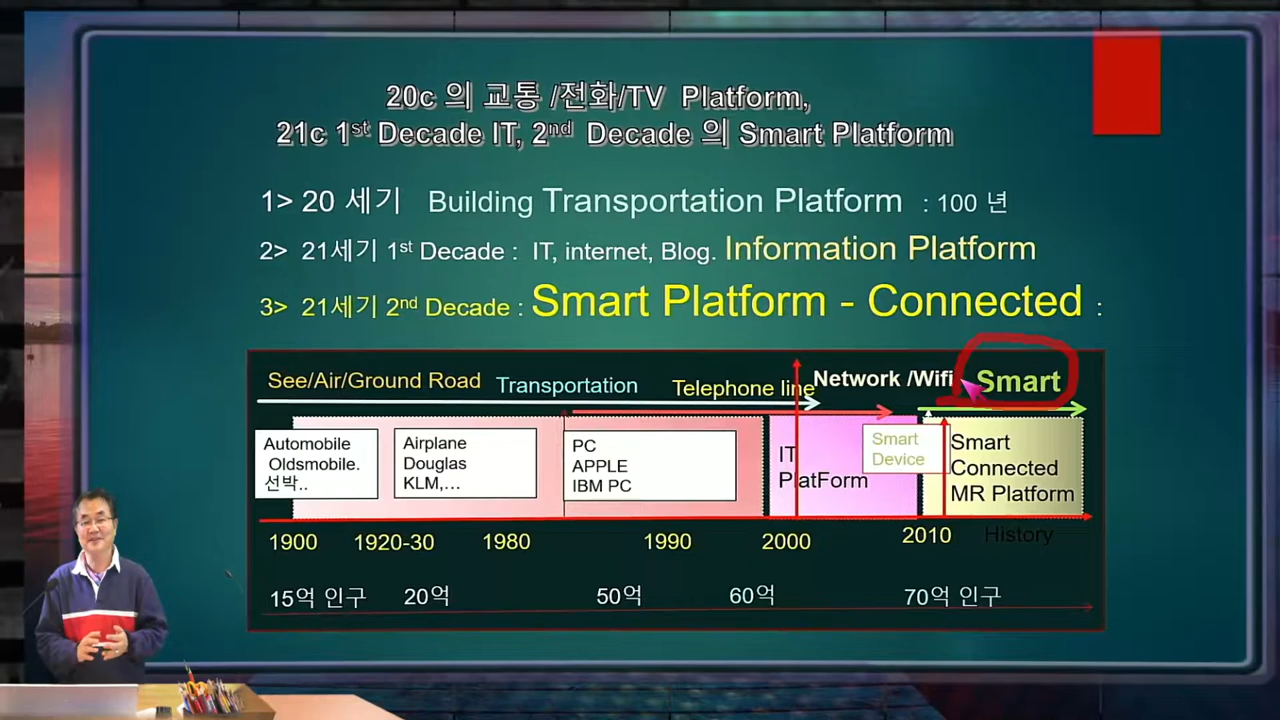 20c 의 교통 /전화/TV Platform,
21c 1st Decade IT, 2nd Decade 의 Smart Platform
1> 20 세기 Building Transportation Platform : 100 년
2> 21세기 1st Decade : IT, internet, Blog. Information Platform
3> 21세기 2nd Decade : Smart Platform - Connected :
See/Air/Ground Road Transportation Telephone line Network /Wifi Smart
Automobile
Oldsmobile.
선박..
Airplane
Douglas
KLM,...
PC
APPLE
IBM PC
IT
PlatForm
Smart
Device
Smart
Connected
MR Platform
1900 1920-30 1980 1990 2000 2010 History
15억 인구 20억 50억 60억 70억 인구